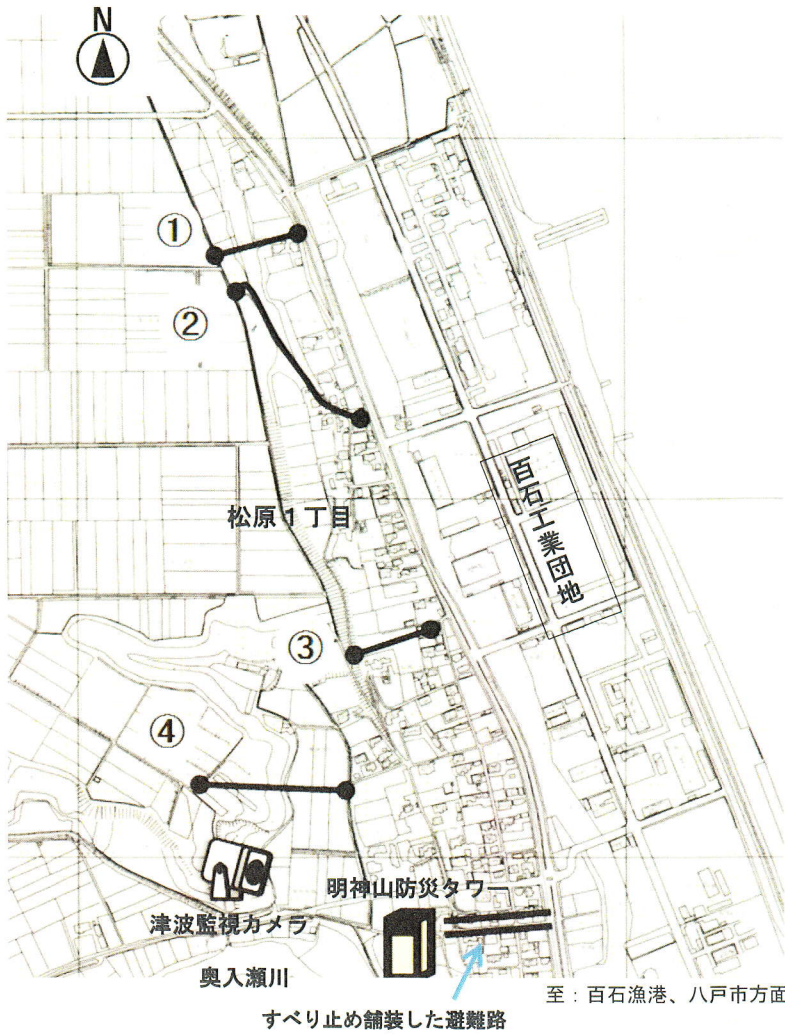 N
①
②
松原1丁目
百石工業団地
③
④
明神山防災タワー
津波監視カメラ
奥入瀬川
至：百石漁港、八戸市方面
すべり止め舗装した避難路